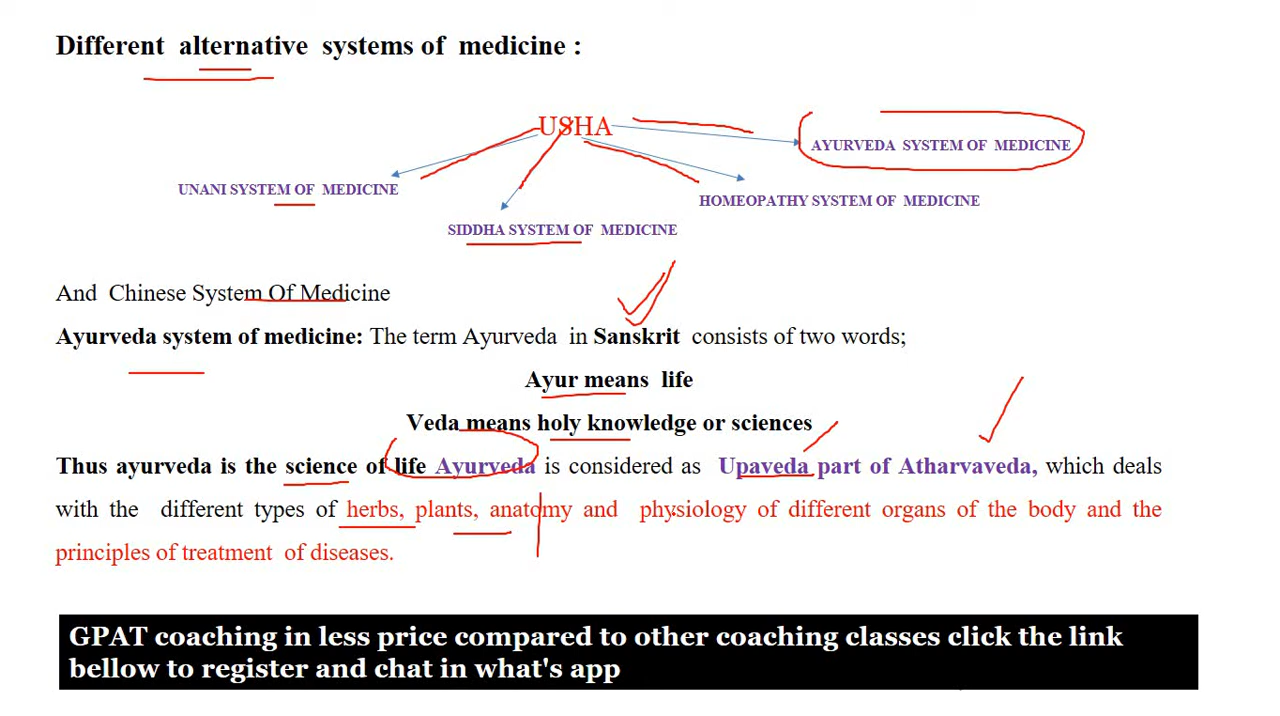 Different alternative systems of medicine :
USHA
AYURVEDA SYSTEM OF MEDICINE
UNANI SYSTEM OF MEDICINE
HOMEOPATHY SYSTEM OF MEDICINE
SIDDHA SYSTEM OF MEDICINE
And Chinese System Of Medicine
Ayurveda system of medicine: The term Ayurveda in Sanskrit consists of two words;
Ayur means life
Veda means holy knowledge or sciences
Thus ayurveda is the science of life Ayurveda is considered as Upaveda part of Atharvaveda, which deals
with the different types of herbs, plants, anatomy and physiology of different organs of the body and the
principles of treatment of diseases.
GPAT coaching in less price compared to other coaching classes click the link
bellow to register and chat in what's app